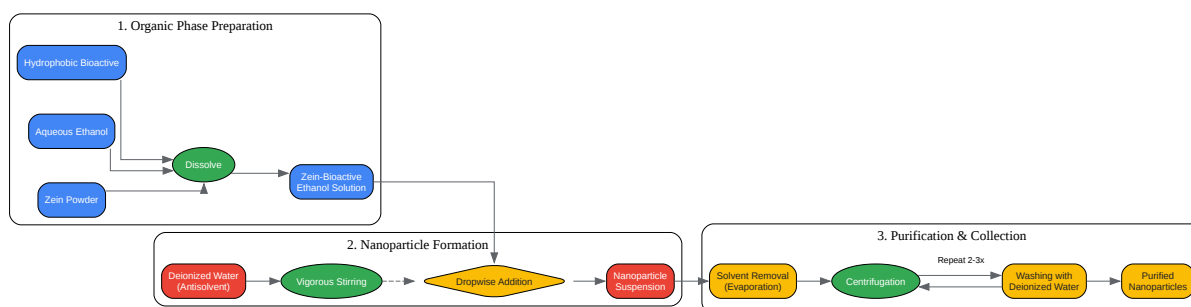 1. Organic Phase Preparation
Hydrophobic Bioactive
Aqueous Ethanol
Dissolve
Zein Powder
Zein-Bioactive
Ethanol Solution
2. Nanoparticle Formation
Deionized Water
(Antisolvent)
Vigorous Stirring
Dropwise Addition
Nanoparticle
Suspension
3. Purification & Collection
Solvent Removal
(Evaporation)
Centrifugation
Repeat 2-3x
Washing with
Deionized Water
Purified
Nanoparticles